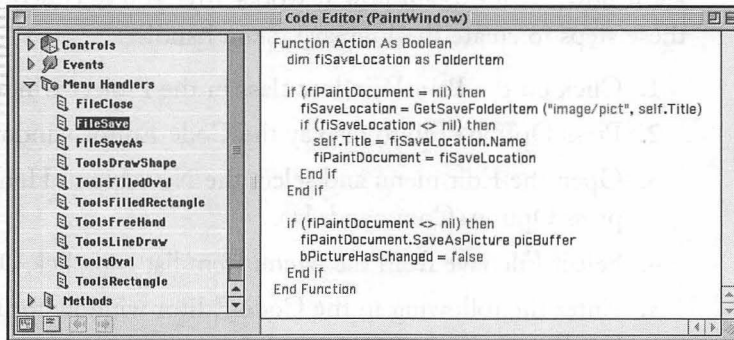 Code Editor (PaintWindow)
Controls
Events
Menu Handlers
FileClose
FileSave
FileSaveAs
ToolsDrawShape
ToolsFilledOval
ToolsFilledRectangle
ToolsFreeHand
ToolsLineDraw
ToolsOval
ToolsRectangle
Methods
Function Action As Boolean
dim fiSaveLocation as FolderItem
if (fiPaintDocument = nil) then
fiSaveLocation = GetSaveFolderItem ("image/pict", self.Title)
if (fiSaveLocation <> nil) then
self.Title = fiSaveLocation.Name
fiPaintDocument = fiSaveLocation
End if
End if
if (fiPaintDocument <> nil) then
fiPaintDocument.SaveAsPicture picBuffer
bPictureHasChanged = false
End if
End Function